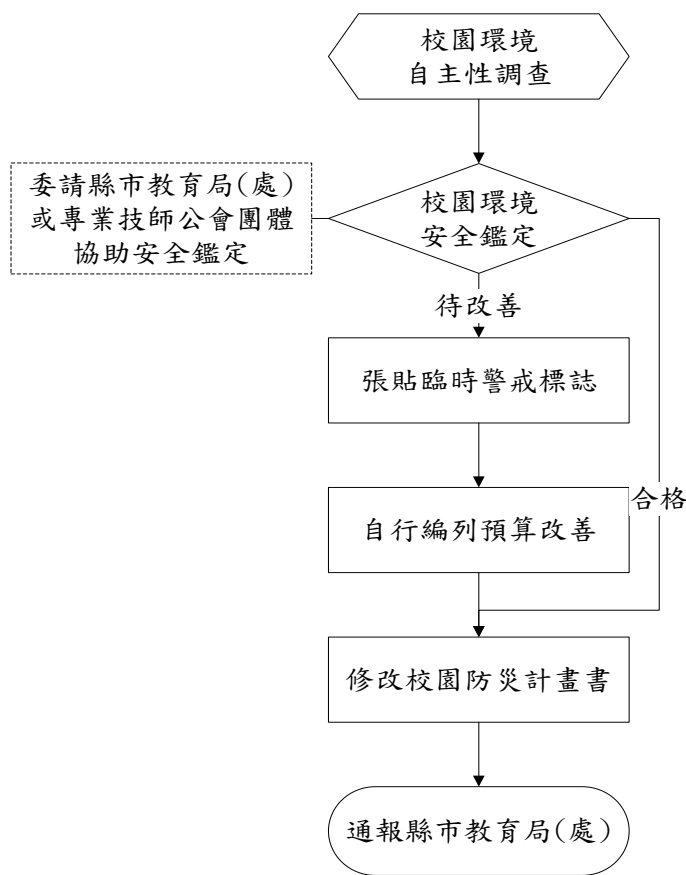 校園環境
自主性調查
委請縣市教育局(處)
或專業技師公會團體
協助安全鑑定
校園環境
安全鑑定
待改善
張貼臨時警戒標誌
合格
自行編列預算改善
修改校園防災計畫書
通報縣市教育局(處)